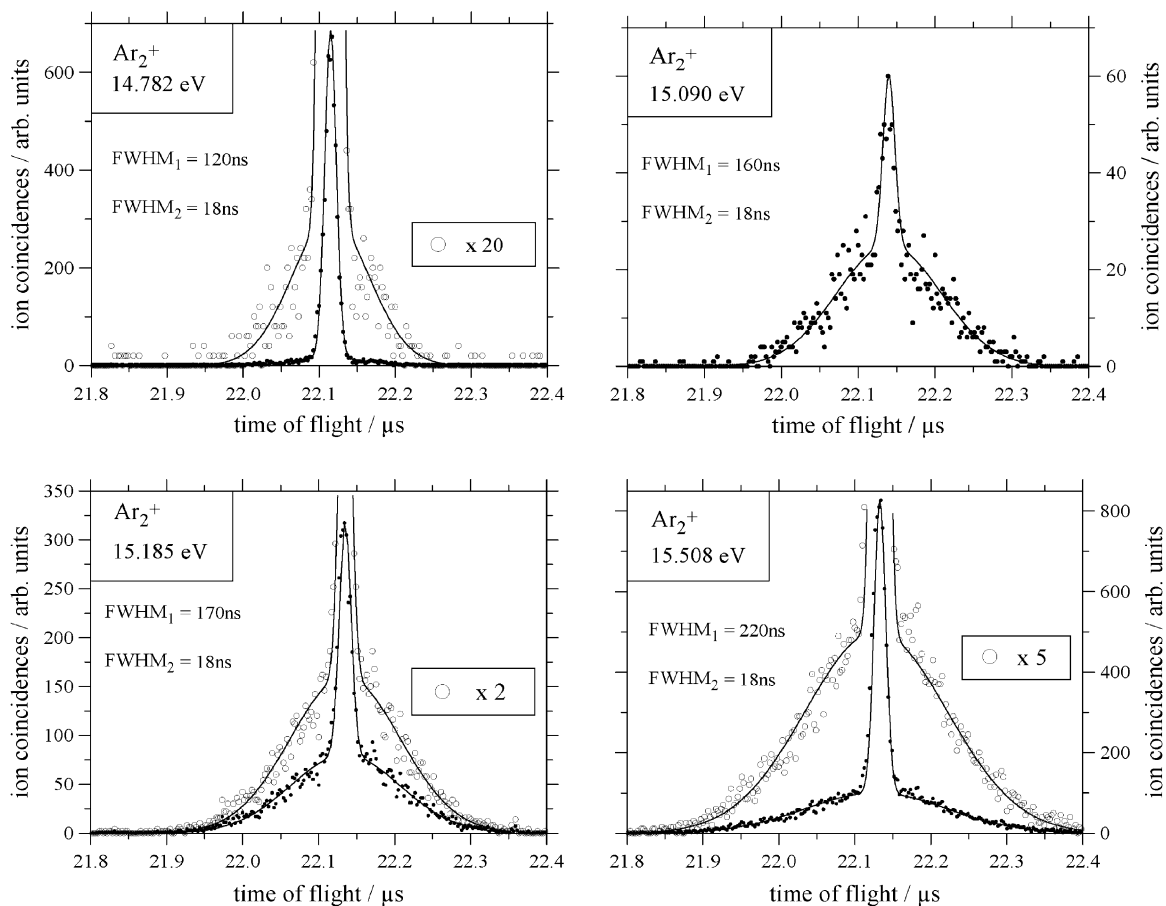 ion coincidences / arb. units
600
400
200
0
Ar₂⁺
14.782 eV
FWHM₁ = 120ns
FWHM₂ = 18ns
○ x 20
21.8 21.9 22.0 22.1 22.2 22.3 22.4
time of flight / µs
Ar₂⁺
15.090 eV
FWHM₁ = 160ns
FWHM₂ = 18ns
60
40
20
0
ion coincidences / arb. units
21.8 21.9 22.0 22.1 22.2 22.3 22.4
time of flight / µs
ion coincidences / arb. units
350
300
250
200
150
100
50
0
Ar₂⁺
15.185 eV
FWHM₁ = 170ns
FWHM₂ = 18ns
○ x 2
21.8 21.9 22.0 22.1 22.2 22.3 22.4
time of flight / µs
Ar₂⁺
15.508 eV
FWHM₁ = 220ns
FWHM₂ = 18ns
○ x 5
800
600
400
200
0
ion coincidences / arb. units
21.8 21.9 22.0 22.1 22.2 22.3 22.4
time of flight / µs